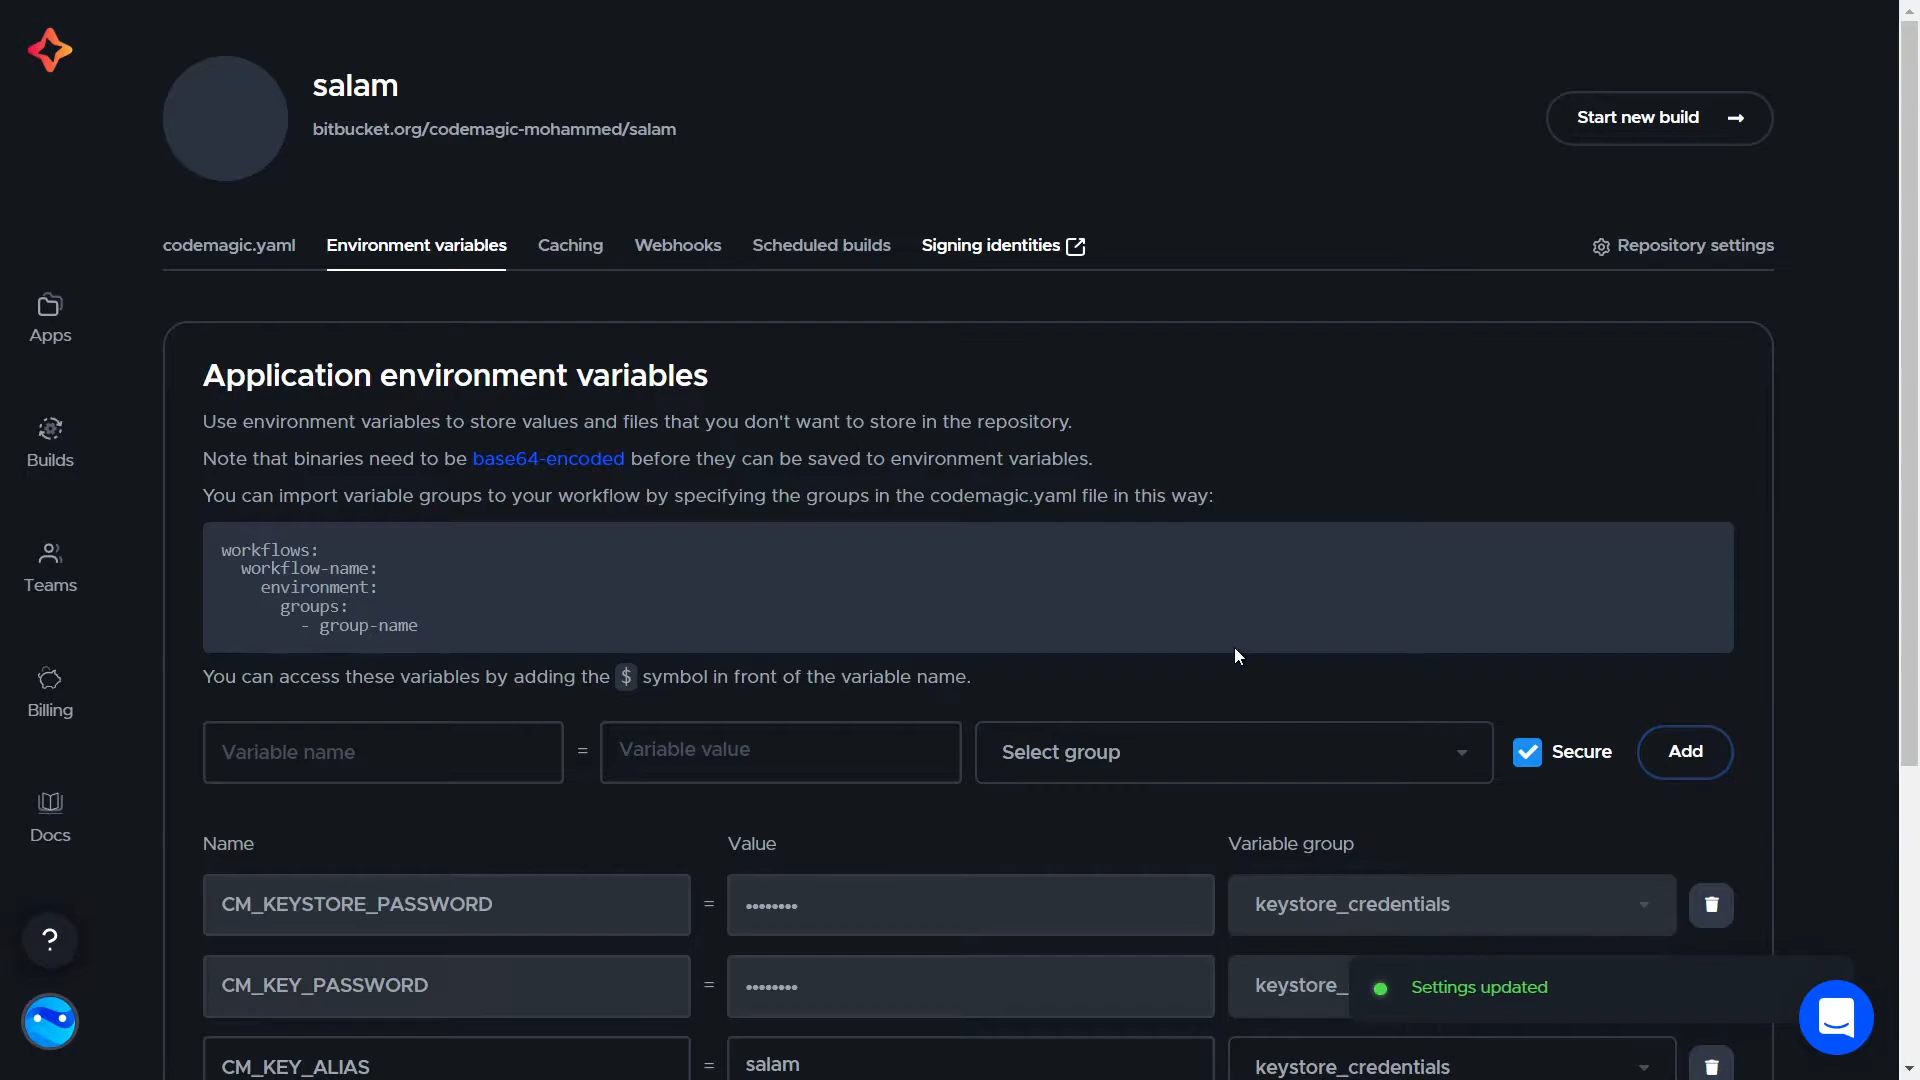 salam
bitbucket.org/codemagic-mohammed/salam
Start new build →
codemagic.yaml Environment variables Caching Webhooks Scheduled builds Signing identities Repository settings
Apps
Builds
Teams
Billing
Docs
?
Application environment variables
Use environment variables to store values and files that you don't want to store in the repository.
Note that binaries need to be base64-encoded before they can be saved to environment variables.
You can import variable groups to your workflow by specifying the groups in the codemagic.yaml file in this way:
workflows:
workflow-name:
environment:
groups:
- group-name
You can access these variables by adding the $ symbol in front of the variable name.
Variable name = Variable value Select group Secure Add
Name Value Variable group
CM_KEYSTORE_PASSWORD = •••••••• keystore_credentials
CM_KEY_PASSWORD = •••••••• keystore_
Settings updated
CM_KEY_ALIAS = salam keystore_credentials